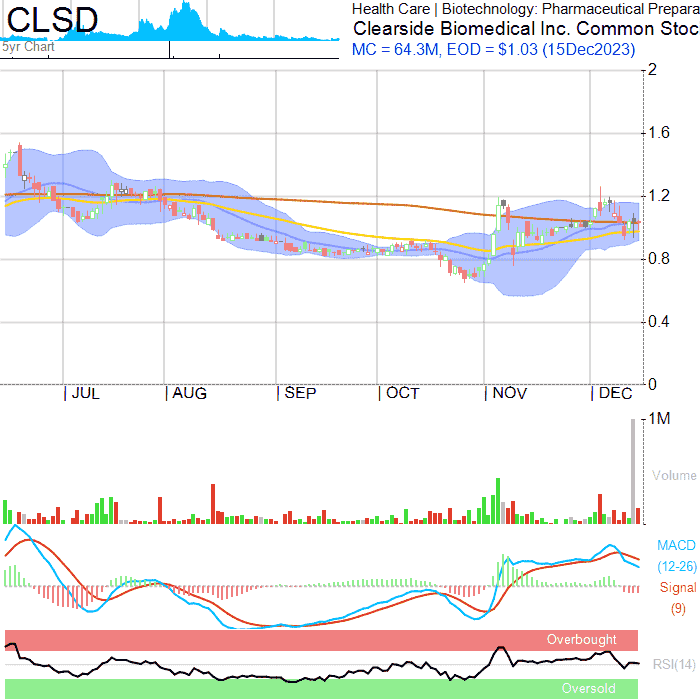 CLSD
5yr Chart
Health Care | Biotechnology: Pharmaceutical Prepara
Clearside Biomedical Inc. Common Stoc
MC = 64.3M, EOD = $1.03 (15Dec2023)
2
1.6
1.2
0.8
0.4
0
JUL AUG SEP OCT NOV DEC
1M
Volume
MACD
(12-26)
Signal
(9)
Overbought
RSI(14)
Oversold